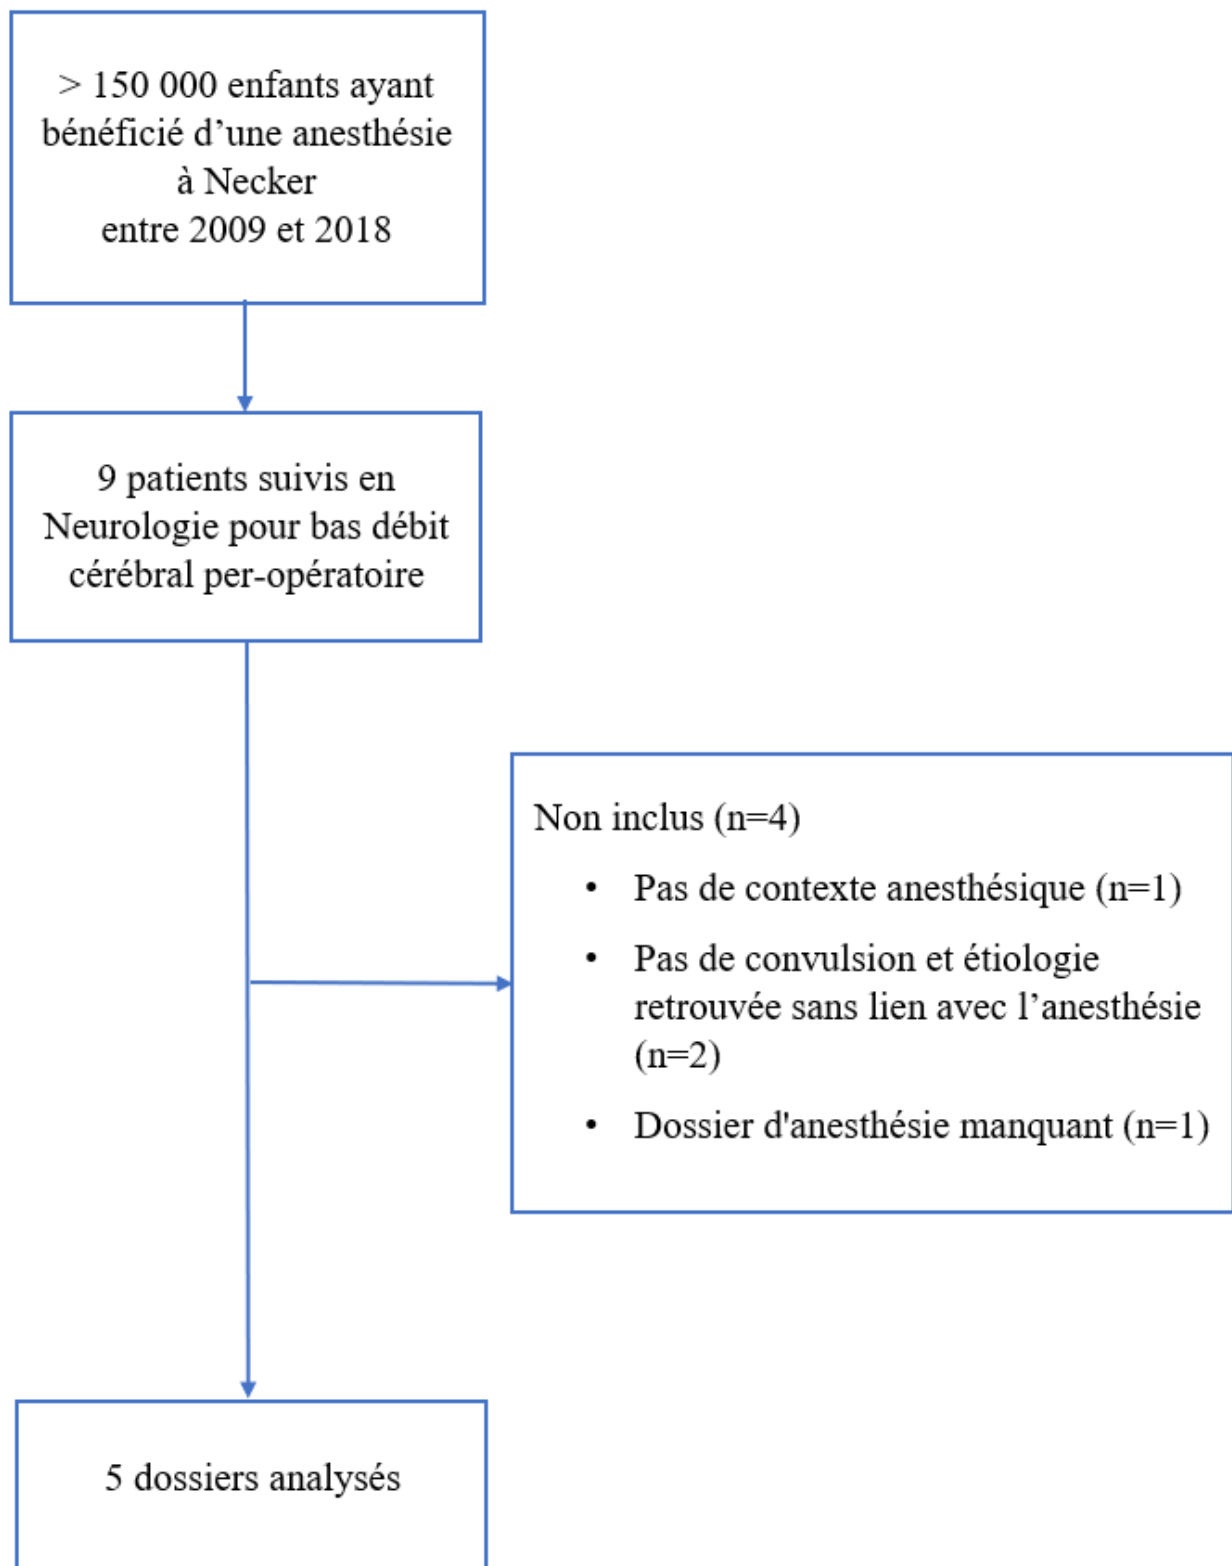 > 150 000 enfants ayant
bénéficié d’une anesthésie
à Necker
entre 2009 et 2018
9 patients suivis en
Neurologie pour bas débit
cérébral per-opératoire
Non inclus (n=4)
• Pas de contexte anesthésique (n=1)
• Pas de convulsion et étiologie
retrouvée sans lien avec l’anesthésie
(n=2)
• Dossier d'anesthésie manquant (n=1)
5 dossiers analysés